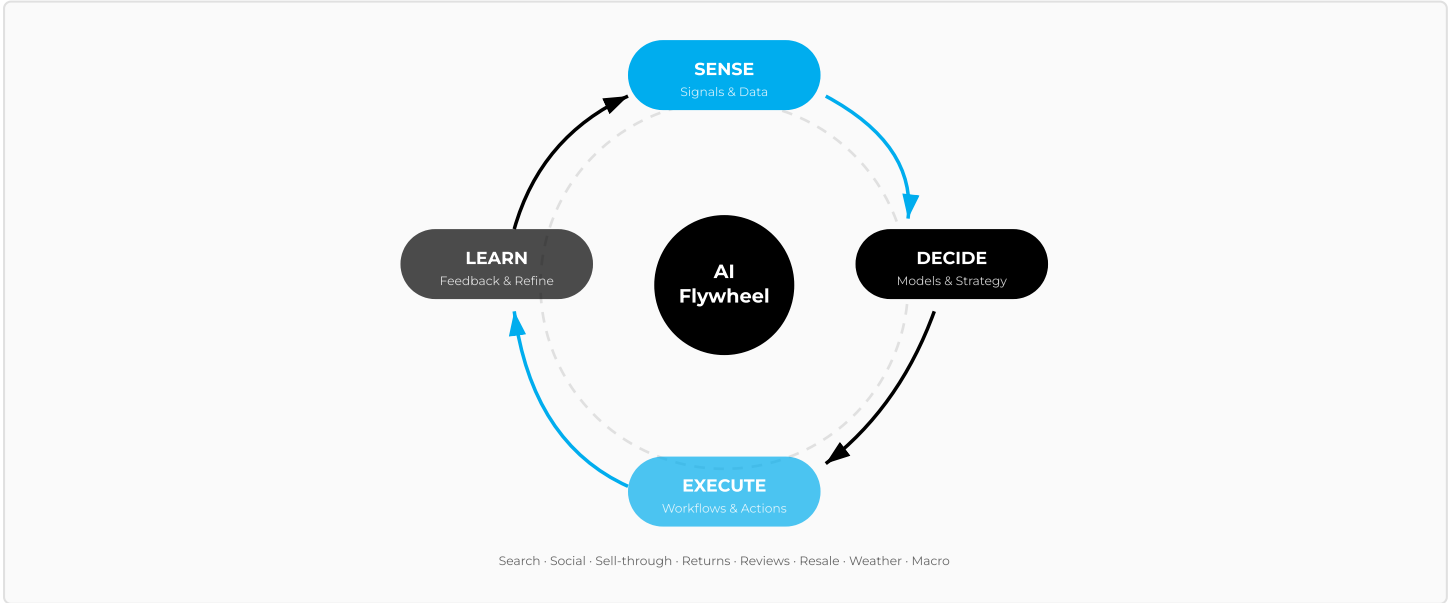 SENSE
Signals & Data
LEARN
Feedback & Refine
AI
Flywheel
DECIDE
Models & Strategy
EXECUTE
Workflows & Actions
Search · Social · Sell-through · Returns · Reviews · Resale · Weather · Macro